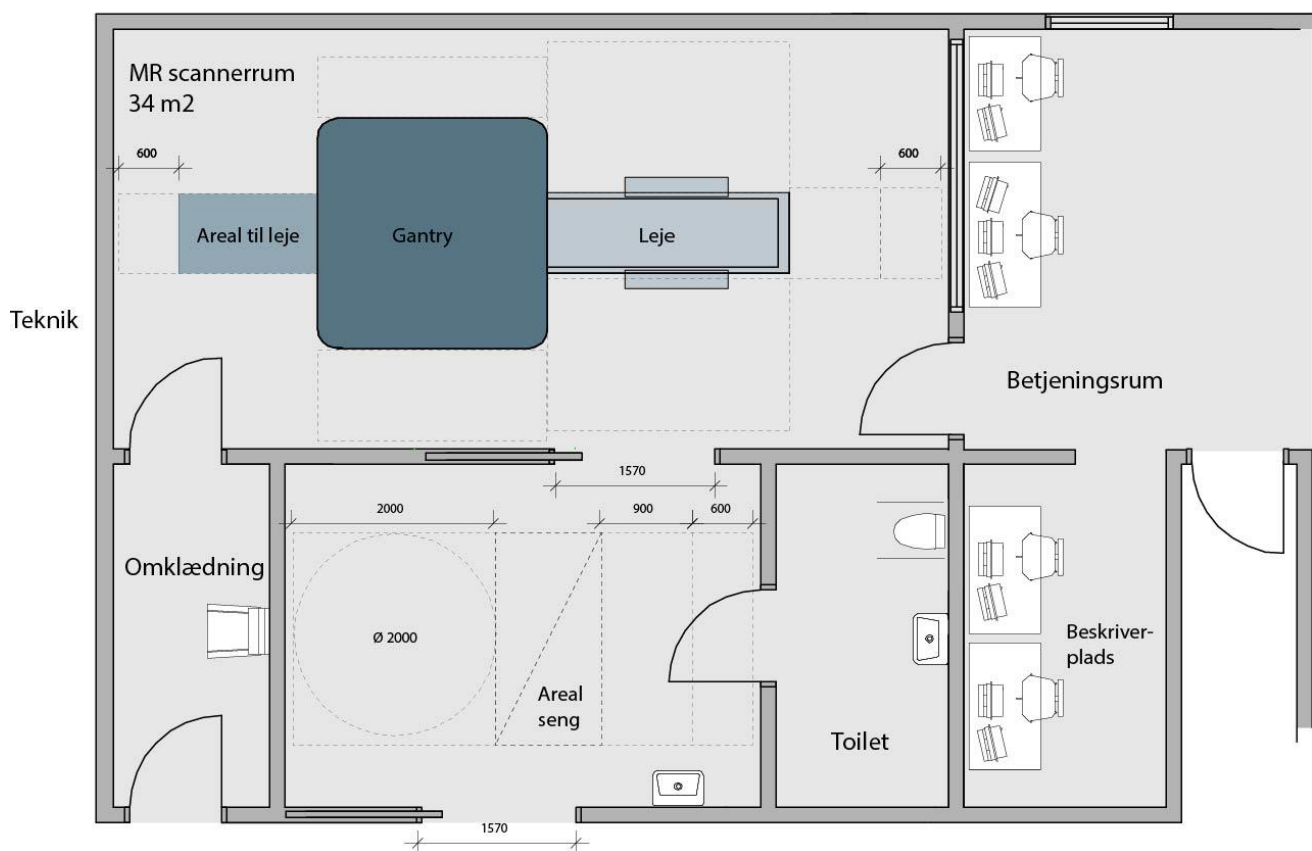 MR scannerrum
34 m2
600
600
Areal til leje
Gantry
Leje
Teknik
Betjeningsrum
1570
2000
900
600
Omklædning
Ø 2000
Beskriver-
plads
Areal
seng
Toilet
1570